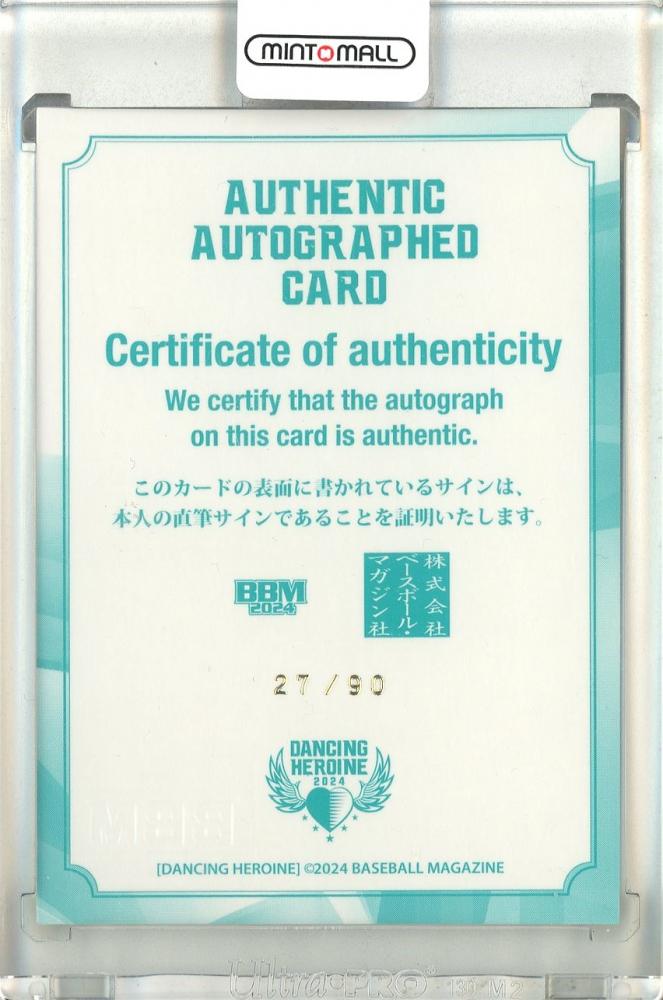 MINTOMALL
AUTHENTIC
AUTOGRAPHED
CARD
Certificate of authenticity
We certify that the autograph
on this card is authentic.
このカードの表面に書かれているサインは、
本人の直筆サインであることを証明いたします。
BBM
2024
株式会社
ベースボール・
マガジン社
27/90
DANCING
HEROINE
2024
[DANCING HEROINE] ©2024 BASEBALL MAGAZINE
Ultra•PRO® 130 M2